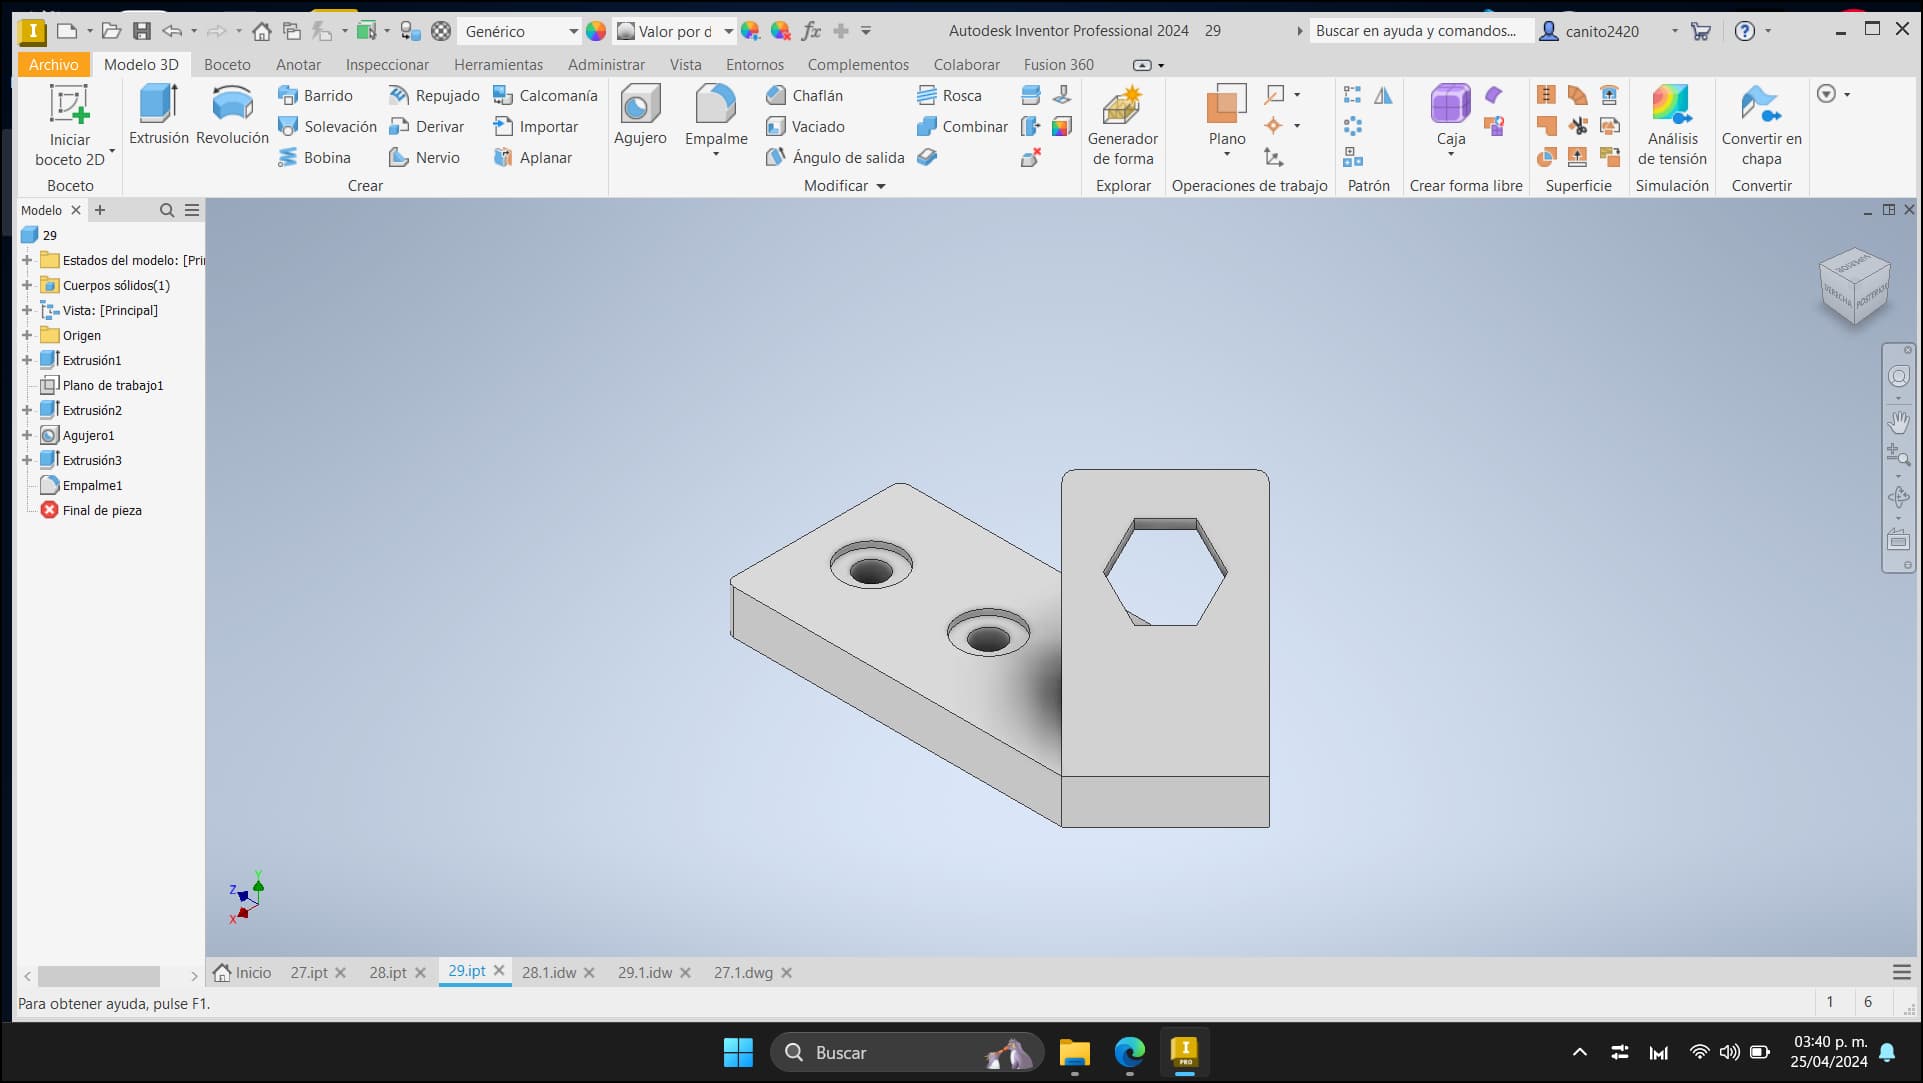 Genérico
Valor por d
Autodesk Inventor Professional 2024 29
Buscar en ayuda y comandos...
canito2420
Archivo
Modelo 3D
Boceto
Anotar
Inspeccionar
Herramientas
Administrar
Vista
Entornos
Complementos
Colaborar
Fusion 360
Iniciar
boceto 2D
Boceto
Extrusión
Revolución
Barrido
Solevación
Bobina
Repujado
Derivar
Nervio
Calcomanía
Importar
Aplanar
Crear
Agujero
Empalme
Chaflán
Vaciado
Ángulo de salida
Rosca
Combinar
Modificar
Generador
de forma
Explorar
Plano
Operaciones de trabajo
Patrón
Caja
Crear forma libre
Superficie
Análisis
de tensión
Simulación
Convertir en
chapa
Convertir
Modelo
29
Estados del modelo: [Pri
Cuerpos sólidos(1)
Vista: [Principal]
Origen
Extrusión1
Plano de trabajo1
Extrusión2
Agujero1
Extrusión3
Empalme1
Final de pieza
DERECHA
POSTERIOR
Y
Z
X
Inicio
27.ipt
28.ipt
29.ipt
28.1.idw
29.1.idw
27.1.dwg
Para obtener ayuda, pulse F1.
1 6
Buscar
PRO
03:40 p. m.
25/04/2024